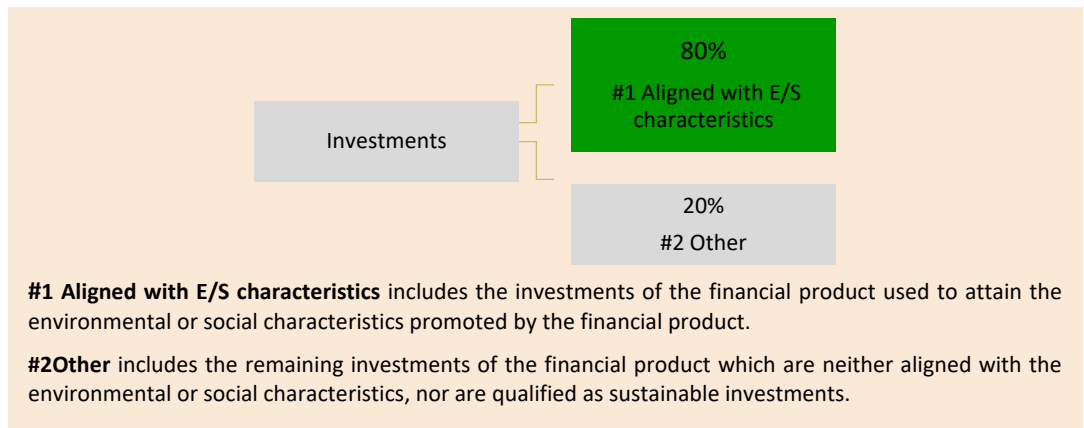 80%
#1 Aligned with E/S
characteristics
Investments
20%
#2 Other
#1 Aligned with E/S characteristics includes the investments of the financial product used to attain the
environmental or social characteristics promoted by the financial product.
#2Other includes the remaining investments of the financial product which are neither aligned with the
environmental or social characteristics, nor are qualified as sustainable investments.